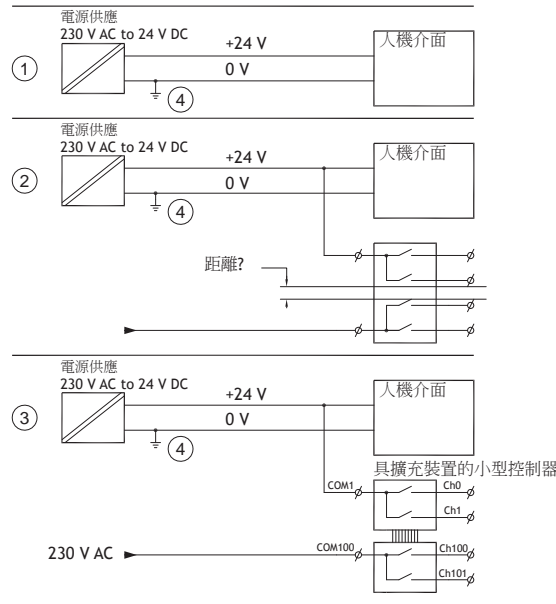 電源供應
230 V AC to 24 V DC
+24 V
人機介面
①
0 V
④
電源供應
230 V AC to 24 V DC
+24 V
人機介面
②
0 V
④
距離?
電源供應
230 V AC to 24 V DC
+24 V
人機介面
③
0 V
④
具擴充裝置的小型控制器
COM1
Ch0
Ch1
230 V AC
COM100
Ch100
Ch101